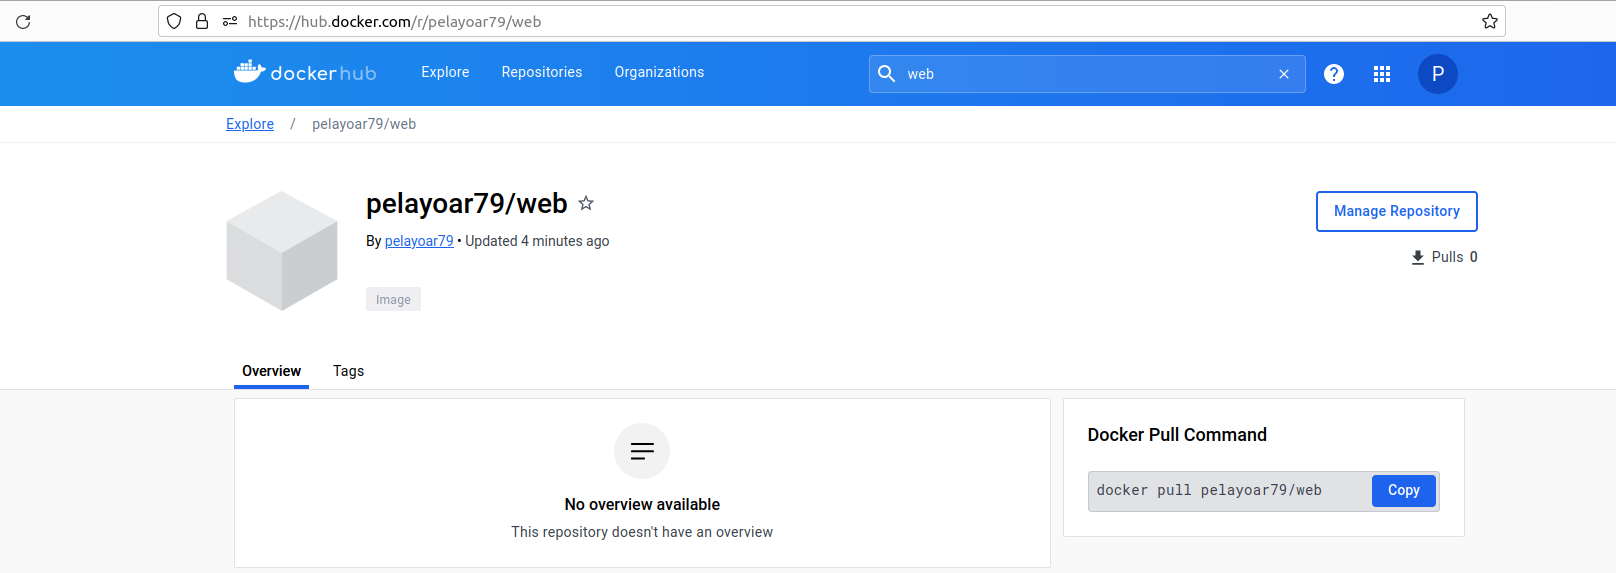 https://hub.docker.com/r/pelayoar79/web
dockerhub Explore Repositories Organizations web ? P
Explore / pelayoar79/web
pelayoar79/web
Manage Repository
By pelayoar79 • Updated 4 minutes ago
Pulls 0
Image
Overview Tags
Docker Pull Command
docker pull pelayoar79/web Copy
No overview available
This repository doesn't have an overview